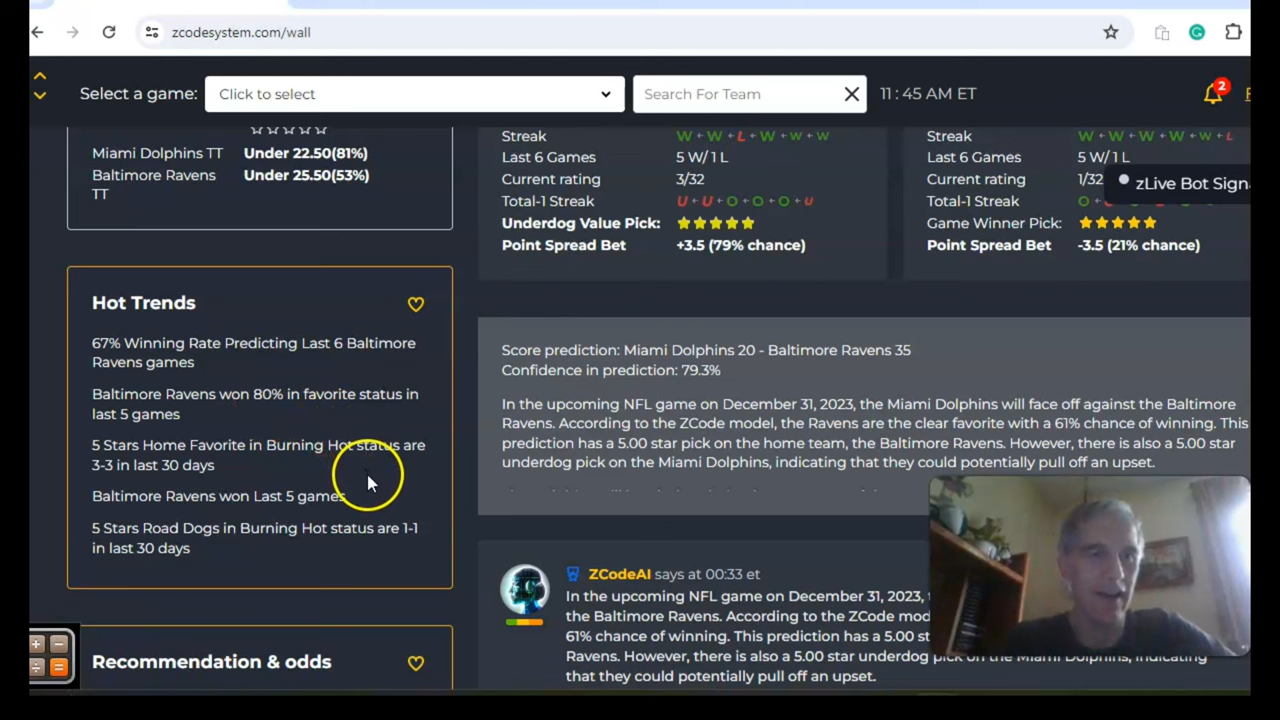 zcodesystem.com/wall
Select a game:
Click to select
Search For Team
11:45 AM ET
2
Miami Dolphins TT Under 22.50(81%)
Baltimore Ravens Under 25.50(53%)
TT
Streak W W L W W W
Last 6 Games 5 W/ 1 L
Current rating 3/32
Total-1 Streak U U O O O U
Underdog Value Pick:
Point Spread Bet +3.5 (79% chance)
Streak W W W W W L
Last 6 Games 5 W/ 1 L
Current rating 1/32
Total-1 Streak O
Game Winner Pick:
Point Spread Bet -3.5 (21% chance)
zLive Bot Sign
Hot Trends
67% Winning Rate Predicting Last 6 Baltimore
Ravens games
Baltimore Ravens won 80% in favorite status in
last 5 games
5 Stars Home Favorite in Burning Hot status are
3-3 in last 30 days
Baltimore Ravens won Last 5 games
5 Stars Road Dogs in Burning Hot status are 1-1
in last 30 days
Recommendation & odds
Score prediction: Miami Dolphins 20 - Baltimore Ravens 35
Confidence in prediction: 79.3%
In the upcoming NFL game on December 31, 2023, the Miami Dolphins will face off against the Baltimore
Ravens. According to the ZCode model, the Ravens are the clear favorite with a 61% chance of winning. This
prediction has a 5.00 star pick on the home team, the Baltimore Ravens. However, there is also a 5.00 star
underdog pick on the Miami Dolphins, indicating that they could potentially pull off an upset.
ZCodeAI says at 00:33 et
In the upcoming NFL game on December 31, 2023,
the Baltimore Ravens. According to the ZCode
61% chance of winning. This prediction has a 5.00
Ravens. However, there is also a 5.00 star underdog pick on the Miami Dolphins, indicating
that they could potentially pull off an upset.